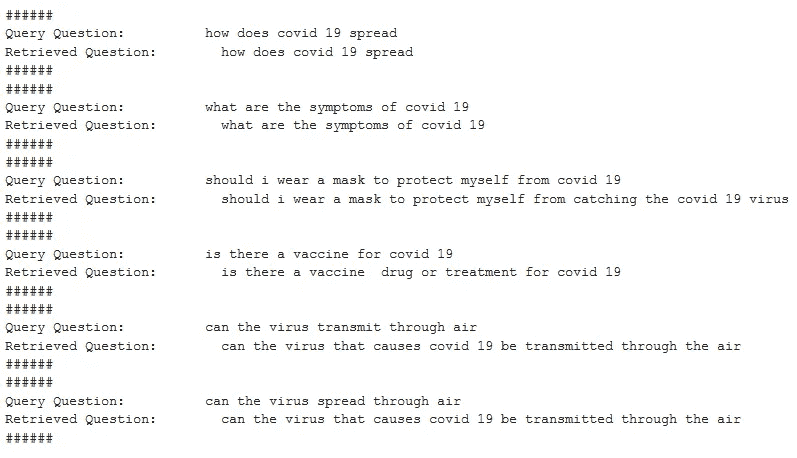 ######
Query Question: how does covid 19 spread
Retrieved Question: how does covid 19 spread
######
######
Query Question: what are the symptoms of covid 19
Retrieved Question: what are the symptoms of covid 19
######
######
Query Question: should i wear a mask to protect myself from covid 19
Retrieved Question: should i wear a mask to protect myself from catching the covid 19 virus
######
######
Query Question: is there a vaccine for covid 19
Retrieved Question: is there a vaccine  drug or treatment for covid 19
######
######
Query Question: can the virus transmit through air
Retrieved Question: can the virus that causes covid 19 be transmitted through the air
######
######
Query Question: can the virus spread through air
Retrieved Question: can the virus that causes covid 19 be transmitted through the air
######